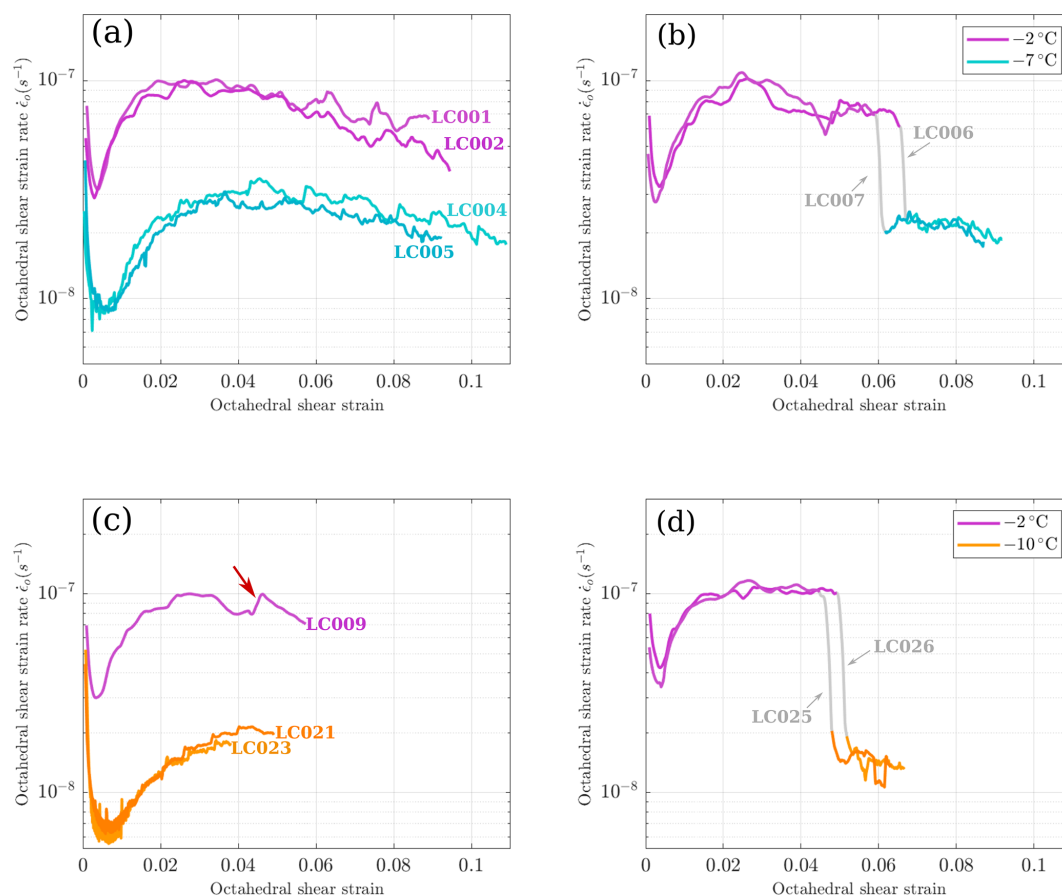 (a)
Octahedral shear strain rate ε̇ₒ(s⁻¹)
10⁻⁷
10⁻⁸
LC001
LC002
LC004
LC005
0 0.02 0.04 0.06 0.08 0.1
Octahedral shear strain
(b)
−2 °C
−7 °C
Octahedral shear strain rate ε̇ₒ(s⁻¹)
10⁻⁷
10⁻⁸
LC006
LC007
0 0.02 0.04 0.06 0.08 0.1
Octahedral shear strain
(c)
Octahedral shear strain rate ε̇ₒ(s⁻¹)
10⁻⁷
10⁻⁸
LC009
LC021
LC023
0 0.02 0.04 0.06 0.08 0.1
Octahedral shear strain
(d)
−2 °C
−10 °C
Octahedral shear strain rate ε̇ₒ(s⁻¹)
10⁻⁷
10⁻⁸
LC026
LC025
0 0.02 0.04 0.06 0.08 0.1
Octahedral shear strain